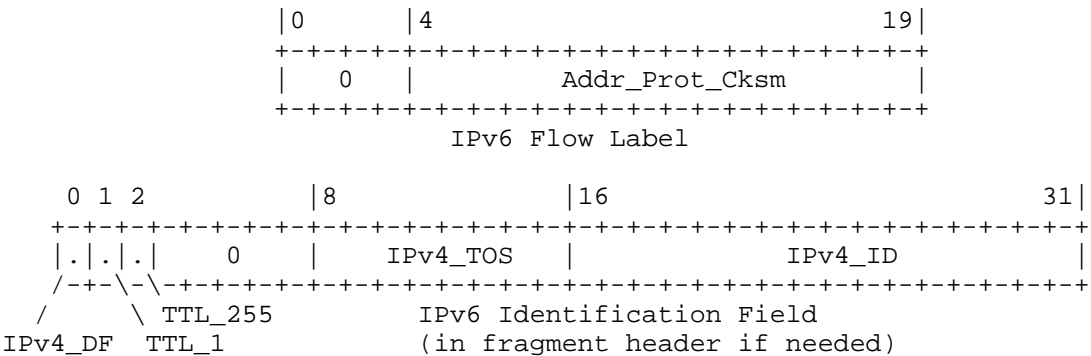 |0      |4                            19|
+-+-+-+-+-+-+-+-+-+-+-+-+-+-+-+-+-+-+-+-+
|   0   |         Addr_Prot_Cksm        |
+-+-+-+-+-+-+-+-+-+-+-+-+-+-+-+-+-+-+-+-+
IPv6 Flow Label
0 1 2          |8              |16                           31|
+-+-+-+-+-+-+-+-+-+-+-+-+-+-+-+-+-+-+-+-+-+-+-+-+-+-+-+-+-+-+-+-+
|.|.|.|    0    |    IPv4_TOS   |             IPv4_ID           |
/-+-\-\-+-+-+-+-+-+-+-+-+-+-+-+-+-+-+-+-+-+-+-+-+-+-+-+-+-+-+-+-+
/     \ TTL_255         IPv6 Identification Field
IPv4_DF  TTL_1            (in fragment header if needed)